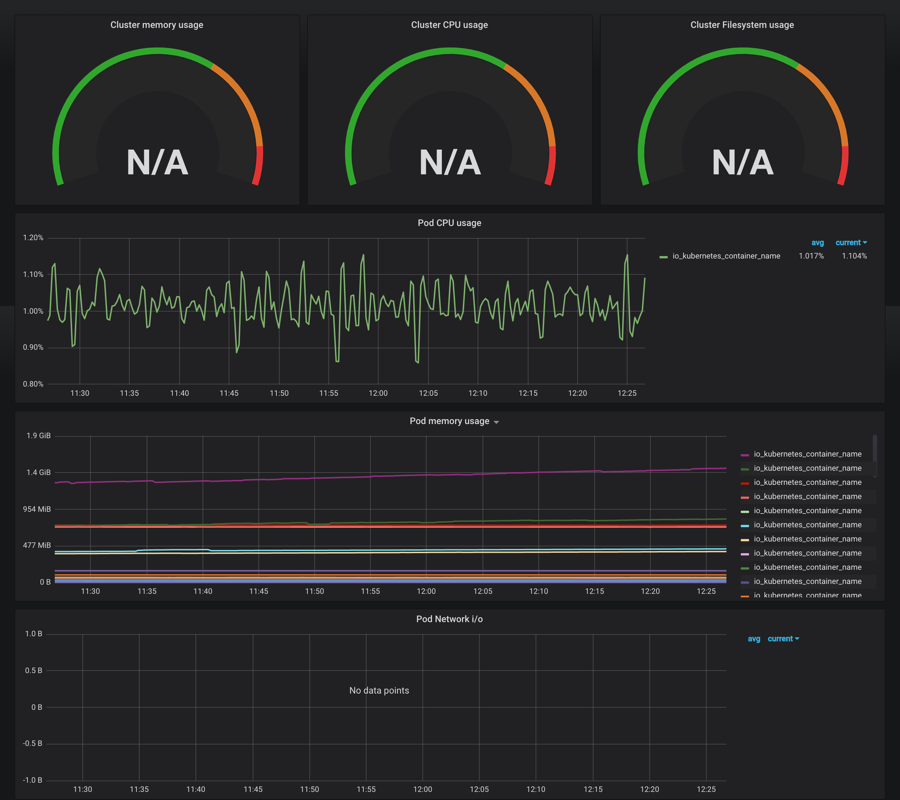 Cluster memory usage
Cluster CPU usage
Cluster Filesystem usage
N/A
N/A
N/A
Pod CPU usage
avg current
io_kubernetes_container_name 1.017% 1.104%
1.20%
1.10%
1.00%
0.90%
0.80%
11:30 11:35 11:40 11:45 11:50 11:55 12:00 12:05 12:10 12:15 12:20 12:25
Pod memory usage
1.9 GiB
1.4 GiB
954 MiB
477 MiB
0 B
11:30 11:35 11:40 11:45 11:50 11:55 12:00 12:05 12:10 12:15 12:20 12:25
io_kubernetes_container_name
io_kubernetes_container_name
io_kubernetes_container_name
io_kubernetes_container_name
io_kubernetes_container_name
io_kubernetes_container_name
io_kubernetes_container_name
io_kubernetes_container_name
io_kubernetes_container_name
io_kubernetes_container_name
io_kubernetes_container_name
Pod Network i/o
avg current
1.0 B
0.5 B
0 B
-0.5 B
-1.0 B
No data points
11:30 11:35 11:40 11:45 11:50 11:55 12:00 12:05 12:10 12:15 12:20 12:25